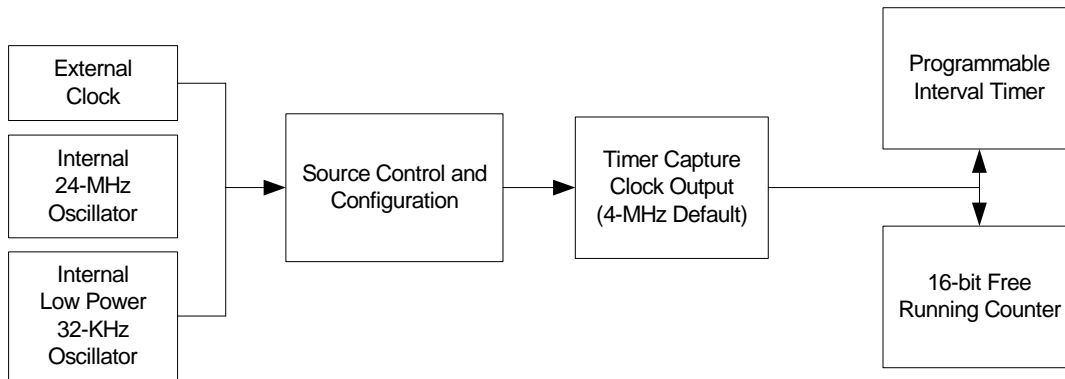 External
Clock
Internal
24-MHz
Oscillator
Internal
Low Power
32-KHz
Oscillator
Source Control and
Configuration
Timer Capture
Clock Output
(4-MHz Default)
Programmable
Interval Timer
16-bit Free
Running Counter